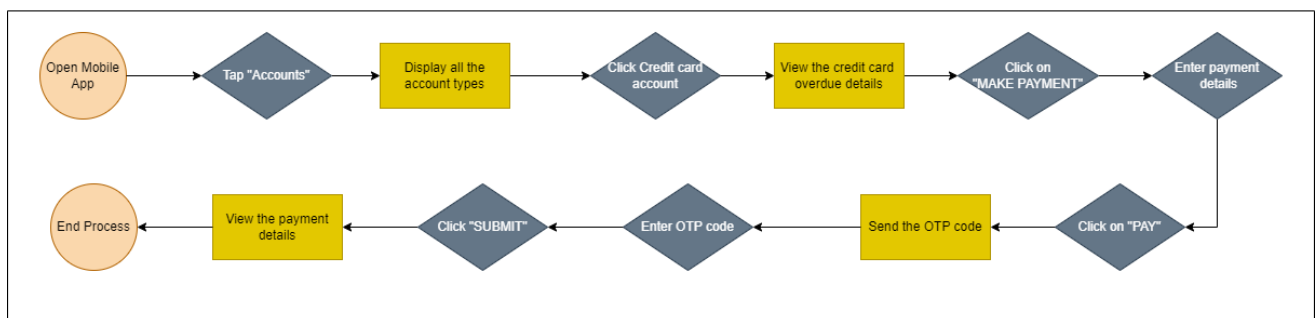 Open Mobile
App
Tap "Accounts"
Display all the
account types
Click Credit card
account
View the credit card
overdue details
Click on
"MAKE PAYMENT"
Enter payment
details
End Process
View the payment
details
Click "SUBMIT"
Enter OTP code
Send the OTP code
Click on "PAY"